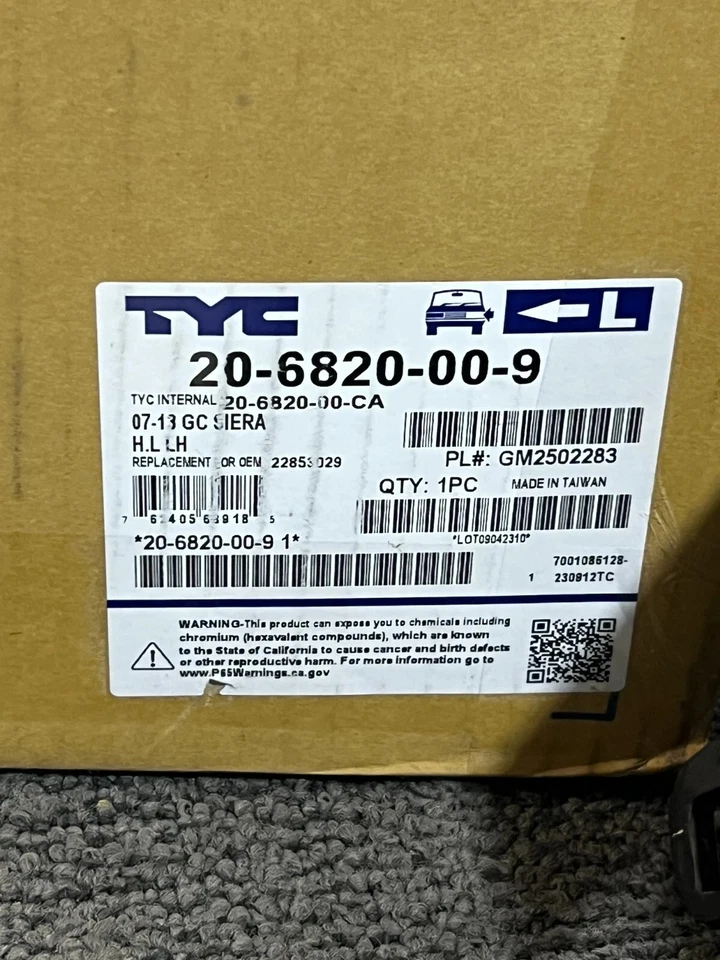 TYC
L
20-6820-00-9
TYC INTERNAL 20-6820-00-CA
07-13 GC SIERA
H.L LH
PL#: GM2502283
REPLACEMENT FOR OEM 22853029
QTY: 1PC MADE IN TAIWAN
7 62405 68918 5
*LOT09042310*
*20-6820-00-9 1*
7001086128-
1 230912TC
WARNING-This product can expose you to chemicals including
chromium (hexavalent compounds), which are known
to the State of California to cause cancer and birth defects
or other reproductive harm. For more information go to
www.P65Warnings.ca.gov